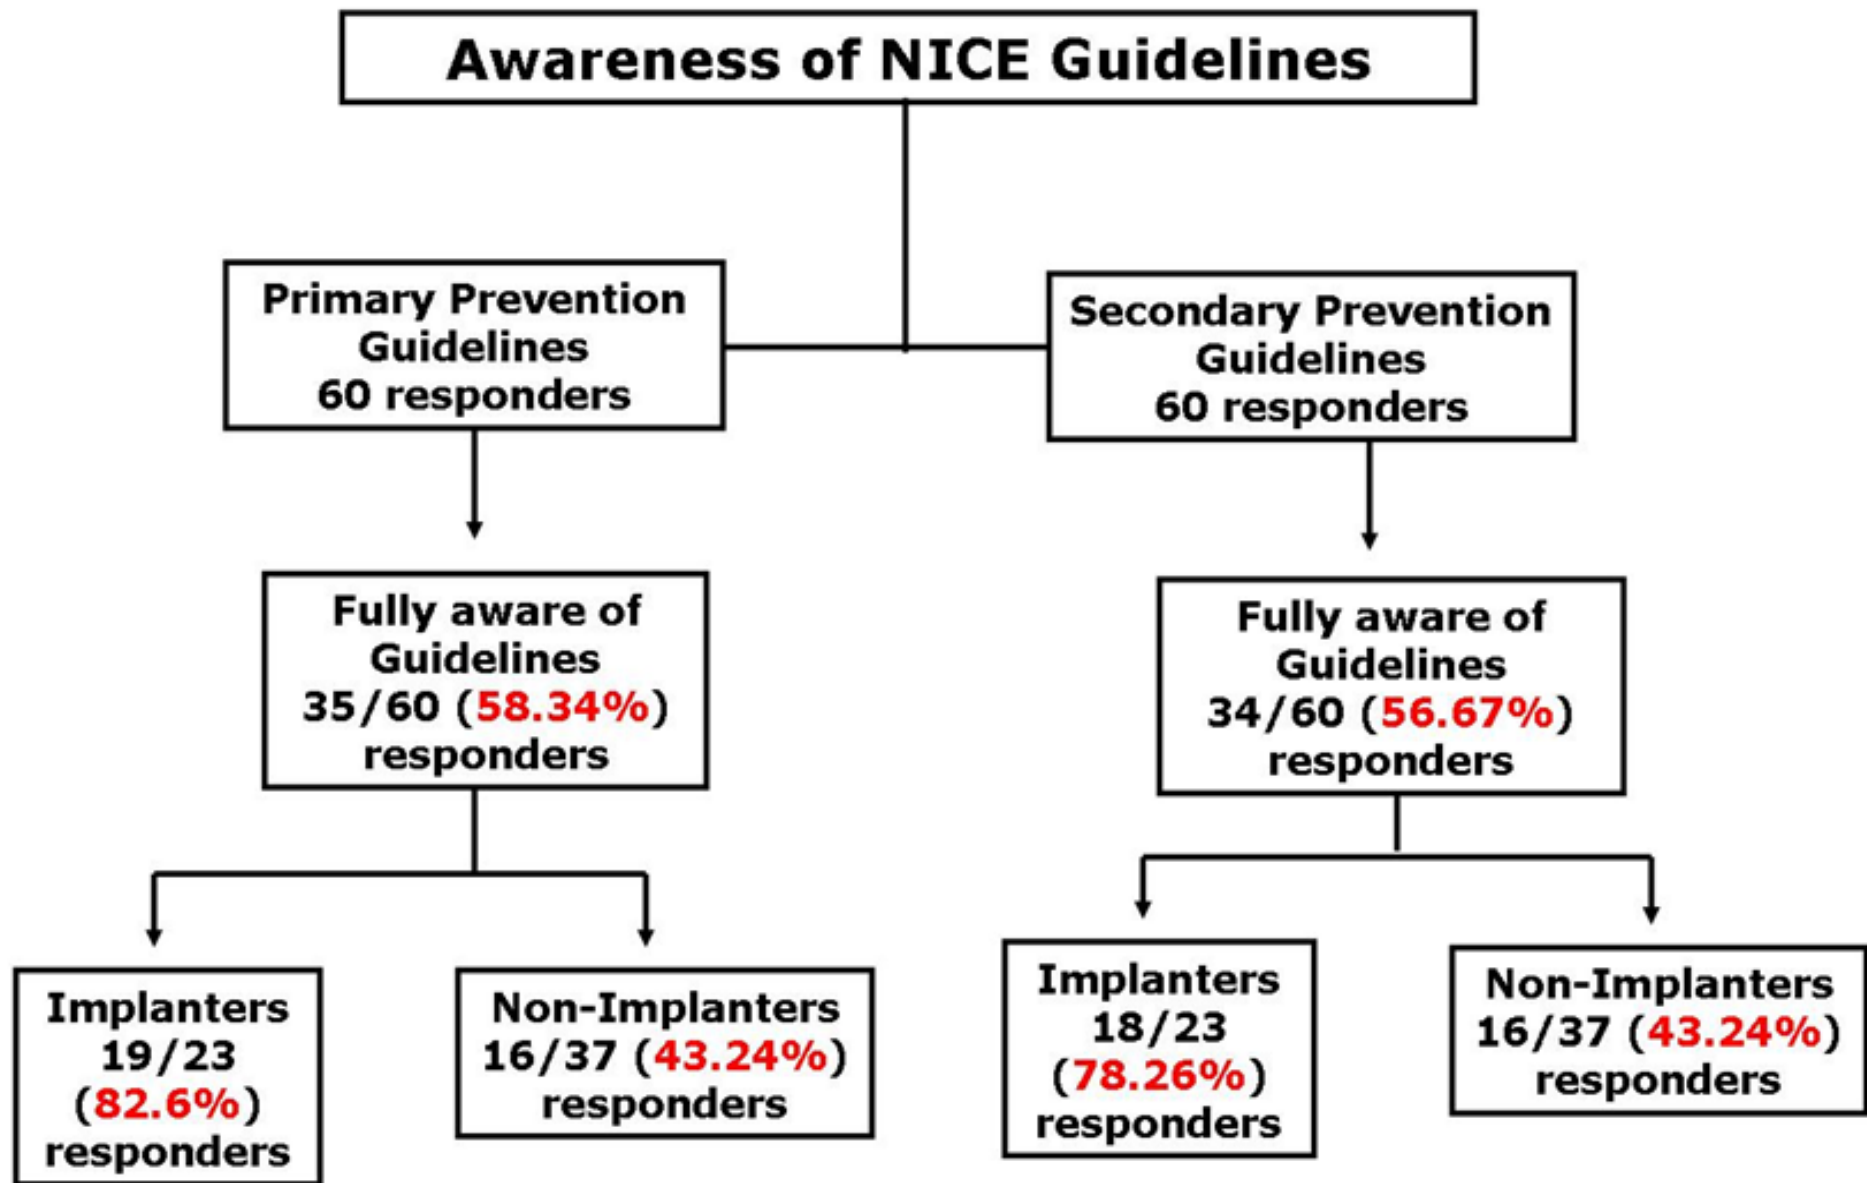 Awareness of NICE Guidelines
Primary Prevention
Guidelines
60 responders
Secondary Prevention
Guidelines
60 responders
Fully aware of
Guidelines
35/60 (58.34%)
responders
Fully aware of
Guidelines
34/60 (56.67%)
responders
Implanters
19/23
(82.6%)
responders
Non-Implanters
16/37 (43.24%)
responders
Implanters
18/23
(78.26%)
responders
Non-Implanters
16/37 (43.24%)
responders